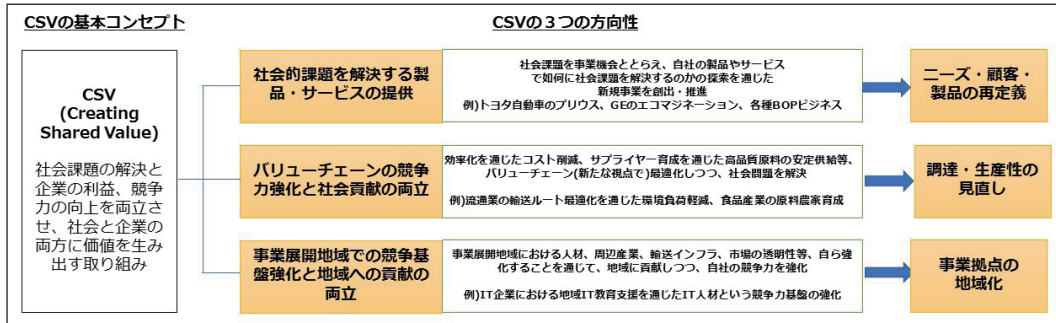 CSVの基本コンセプト
CSVの３つの方向性
CSV
(Creating
Shared Value)
社会課題の解決と
企業の利益、競争
力の向上を両立さ
せ、社会と企業の
両方に価値を生み
出す取り組み
社会的課題を解決する製
品・サービスの提供
社会課題を事業機会ととらえ、自社の製品やサービス
で如何に社会課題を解決するのかの探索を通じた
新規事業を創出・推進
例)トヨタ自動車のプリウス、GEのエコマジネーション、各種BOPビジネス
ニーズ・顧客・
製品の再定義
バリューチェーンの競争
力強化と社会貢献の両立
効率化を通じたコスト削減、サプライヤー育成を通じた高品質原料の安定供給等、
バリューチェーン(新たな視点で)最適化しつつ、社会問題を解決
例)流通業の輸送ルート最適化を通じた環境負荷軽減、食品産業の原料農家育成
調達・生産性の
見直し
事業展開地域での競争基
盤強化と地域への貢献の
両立
事業展開地域における人材、周辺産業、輸送インフラ、市場の透明性等、自ら強
化することを通じて、地域に貢献しつつ、自社の競争力を強化
例)IT企業における地域IT教育支援を通じたIT人材という競争力基盤の強化
事業拠点の
地域化